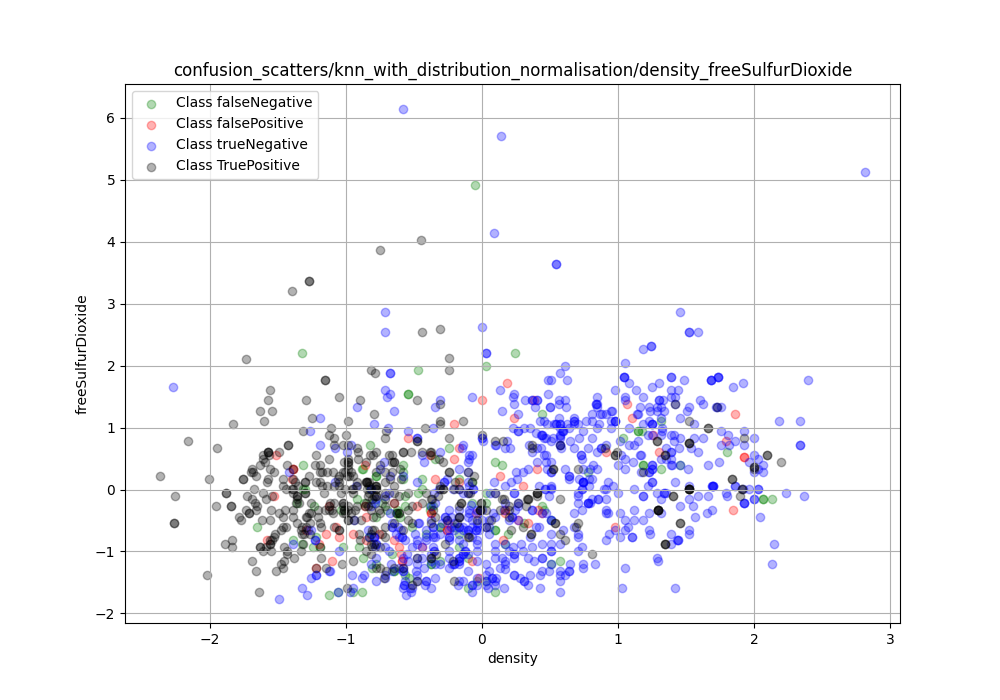 confusion_scatters/knn_with_distribution_normalisation/density_freeSulfurDioxide
Class falseNegative
Class falsePositive
Class trueNegative
Class TruePositive
6
5
4
3
2
1
0
−1
−2
freeSulfurDioxide
−2 −1 0 1 2 3
density